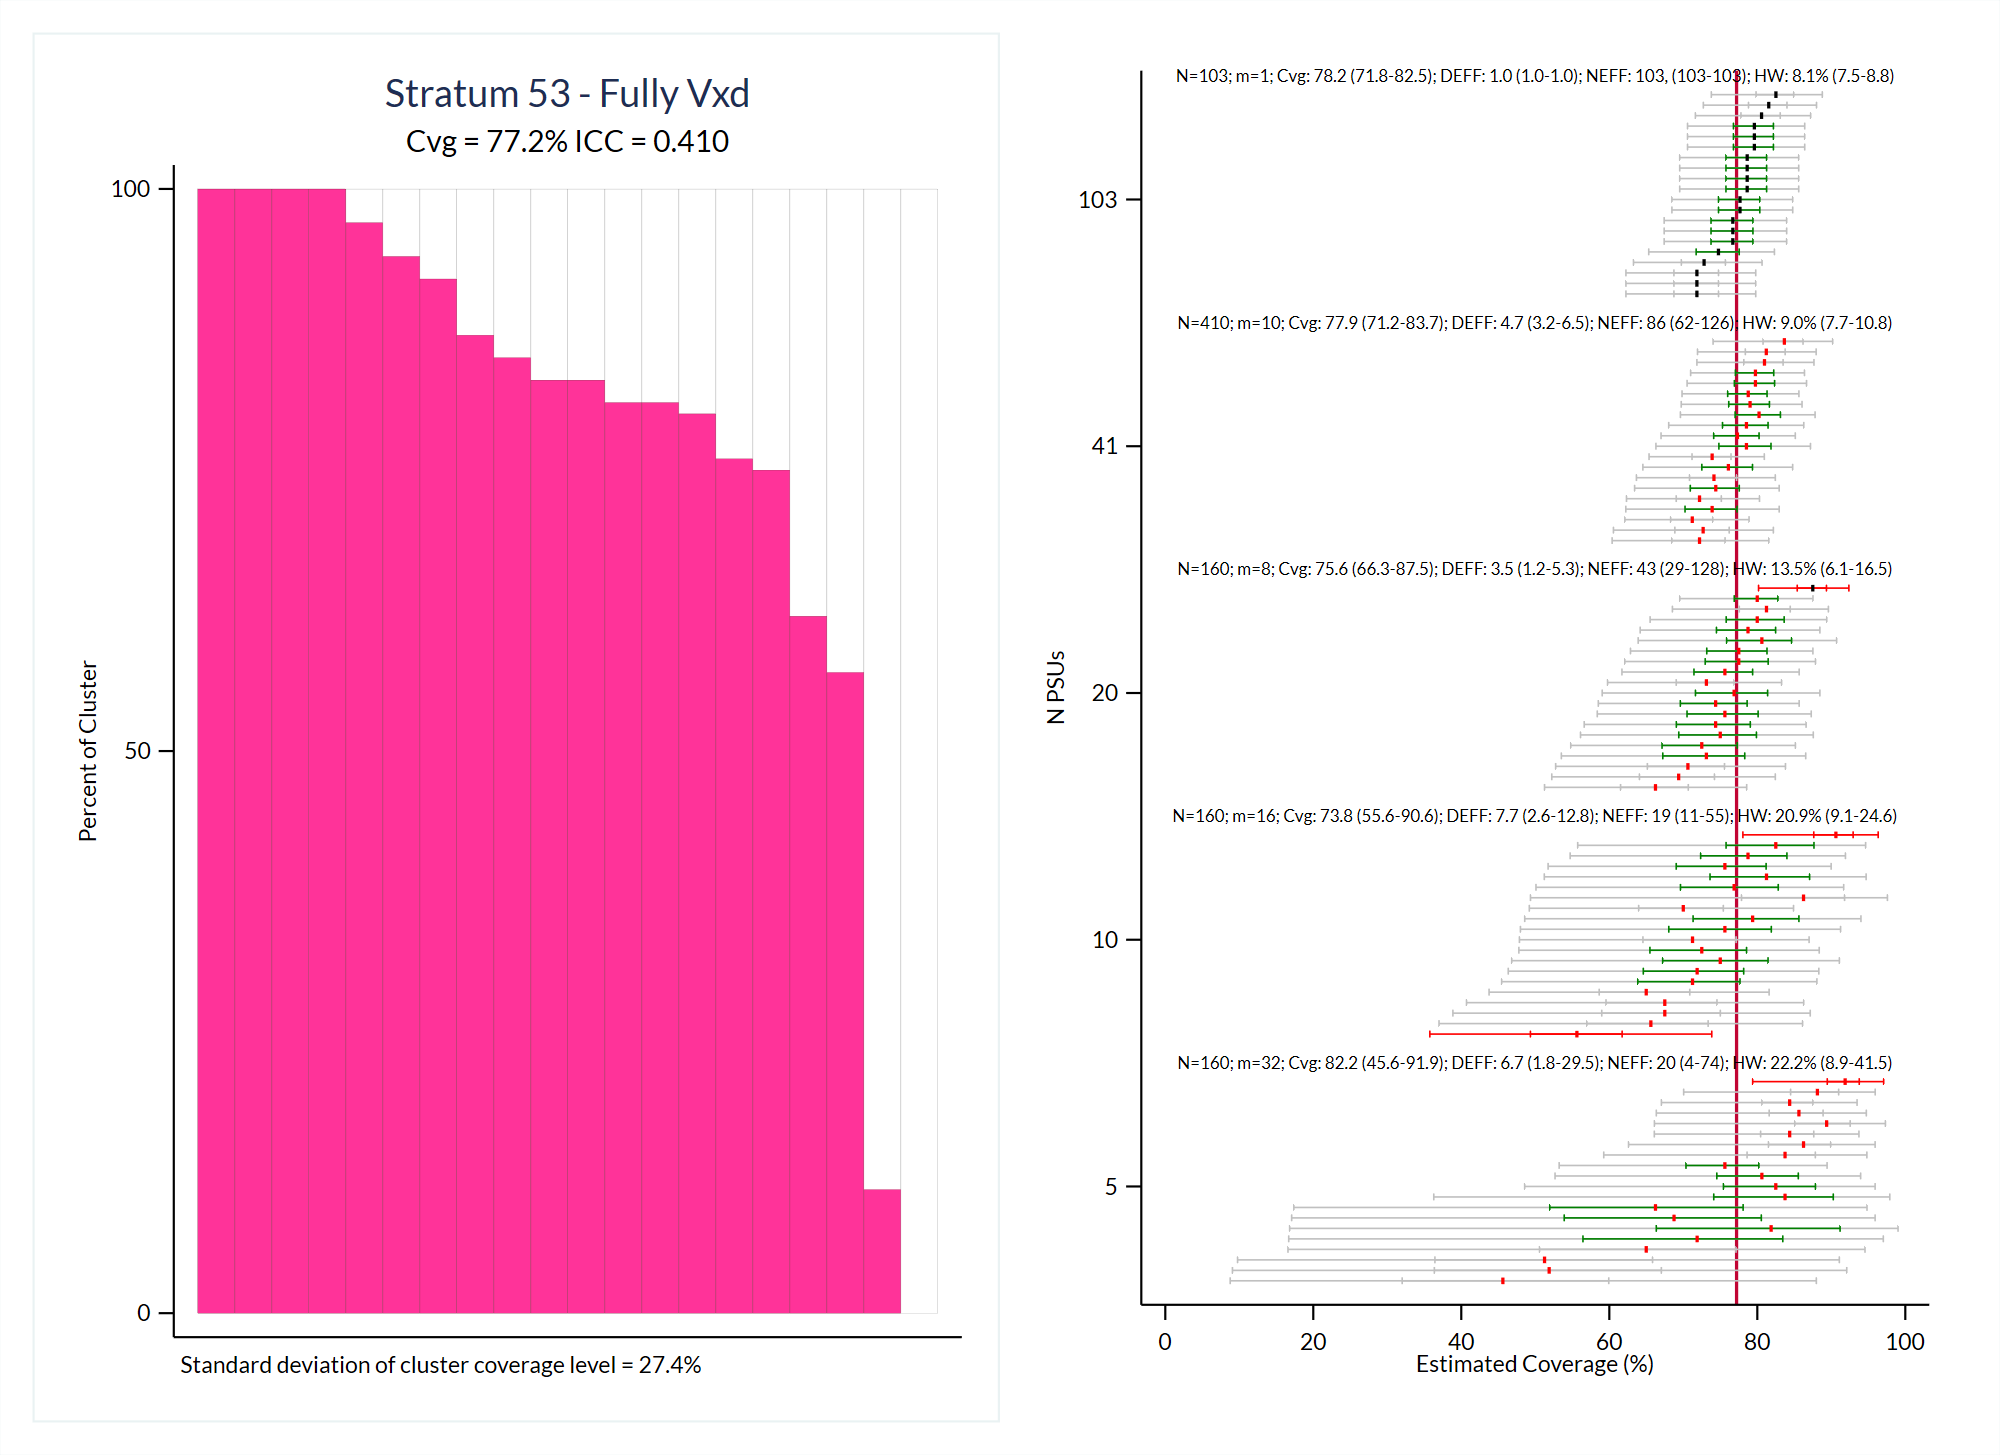 Stratum 53 - Fully Vxd
Cvg = 77.2% ICC = 0.410
100
50
0
Percent of Cluster
Standard deviation of cluster coverage level = 27.4%
N=103; m=1; Cvg: 78.2 (71.8-82.5); DEFF: 1.0 (1.0-1.0); NEFF: 103, (103-103); HW: 8.1% (7.5-8.8)
103
N=410; m=10; Cvg: 77.9 (71.2-83.7); DEFF: 4.7 (3.2-6.5); NEFF: 86 (62-126); HW: 9.0% (7.7-10.8)
41
N=160; m=8; Cvg: 75.6 (66.3-87.5); DEFF: 3.5 (1.2-5.3); NEFF: 43 (29-128); HW: 13.5% (6.1-16.5)
20
N PSUs
N=160; m=16; Cvg: 73.8 (55.6-90.6); DEFF: 7.7 (2.6-12.8); NEFF: 19 (11-55); HW: 20.9% (9.1-24.6)
10
N=160; m=32; Cvg: 82.2 (45.6-91.9); DEFF: 6.7 (1.8-29.5); NEFF: 20 (4-74); HW: 22.2% (8.9-41.5)
5
0 20 40 60 80 100
Estimated Coverage (%)